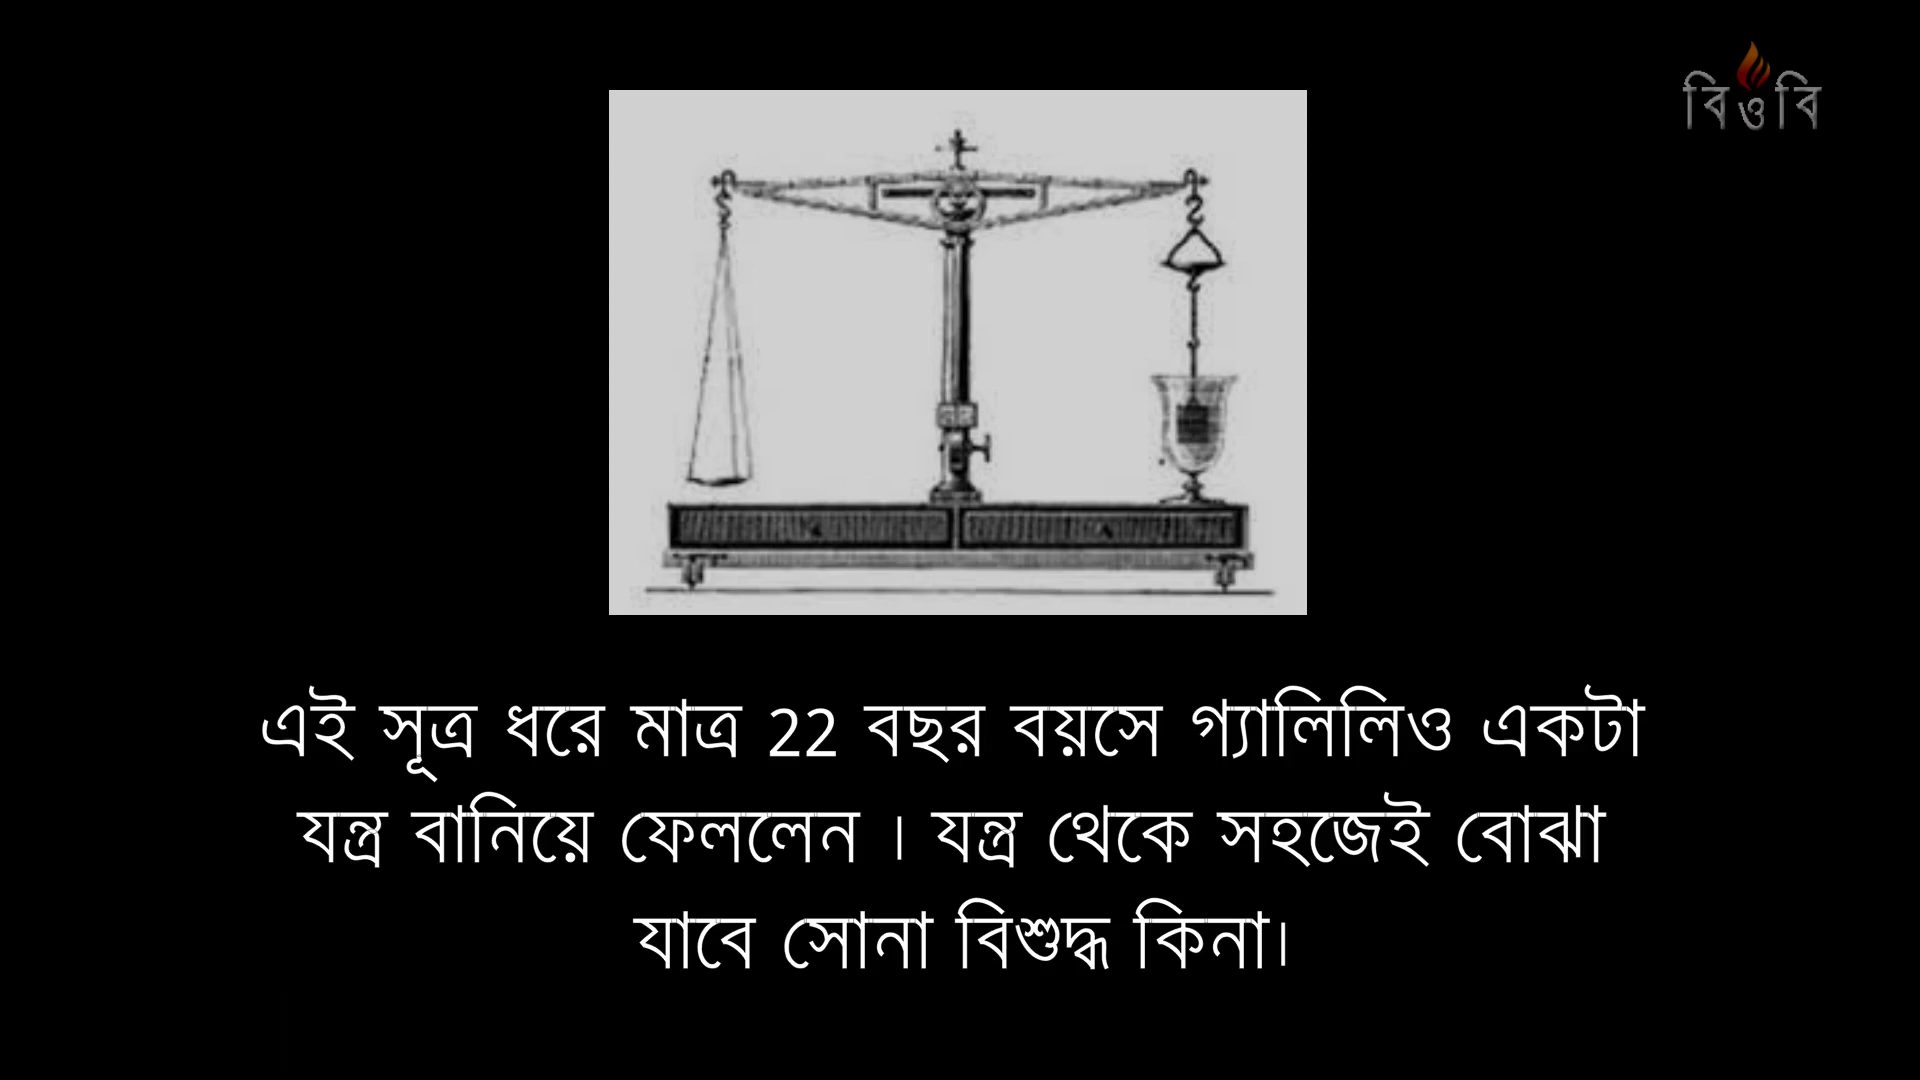 বিওবি
এই সূত্র ধরে মাত্র 22 বছর বয়সে গ্যালিলিও একটা
যন্ত্র বানিয়ে ফেললেন । যন্ত্র থেকে সহজেই বোঝা
যাবে সোনা বিশুদ্ধ কিনা।